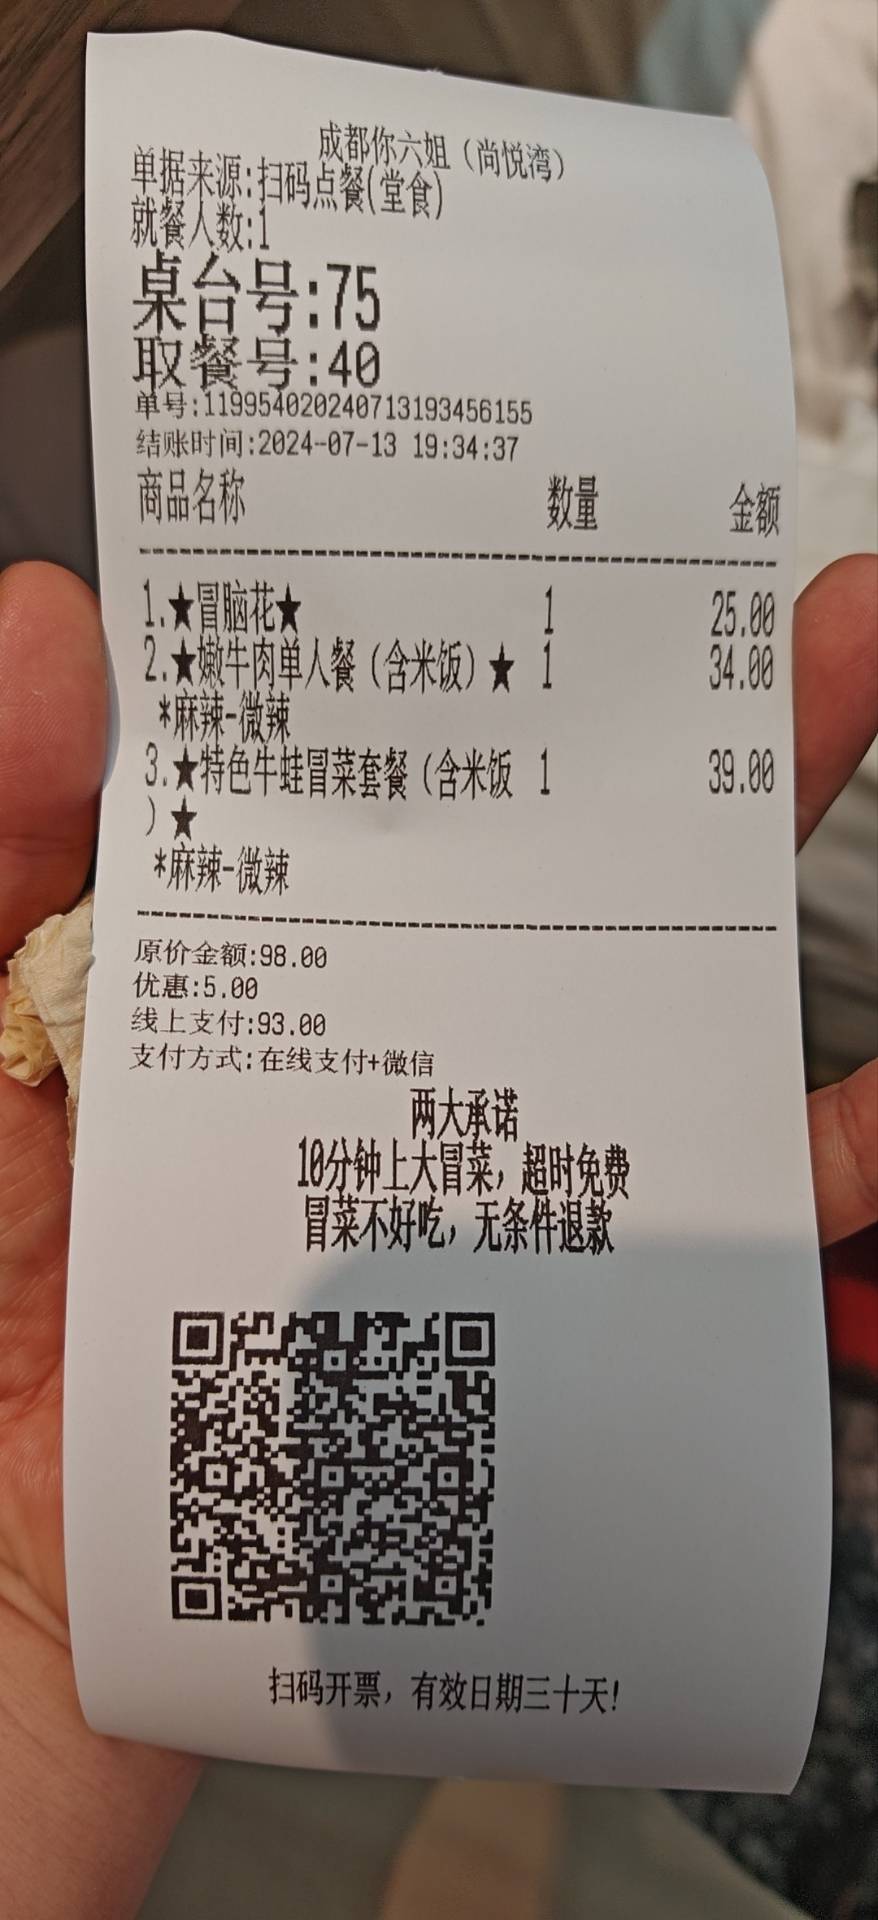 成都你六姐（尚悦湾）
单据来源:扫码点餐(堂食)
就餐人数:1
桌台号:75
取餐号:40
单号:119954020240713193456155
结账时间:2024-07-13 19:34:37
商品名称 数量 金额
1.★冒脑花★ 1 25.00
2.★嫩牛肉单人餐（含米饭）★ 1 34.00
*麻辣-微辣
3.★特色牛蛙冒菜套餐（含米饭 1 39.00
）★
*麻辣-微辣
原价金额:98.00
优惠:5.00
线上支付:93.00
支付方式:在线支付+微信
两大承诺
10分钟上大冒菜，超时免费
冒菜不好吃，无条件退款
扫码开票，有效日期三十天!